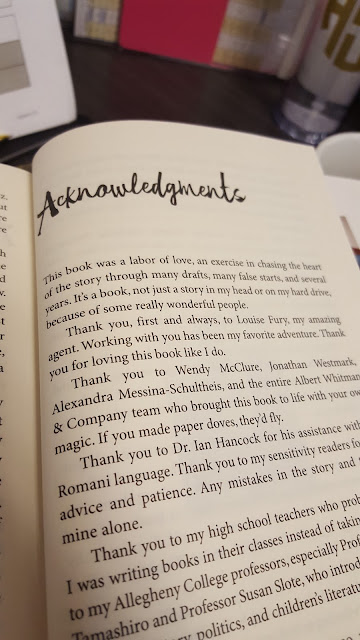 Acknowledgments
This book was a labor of love, an exercise in chasing the heart
of the story through many drafts, many false starts, and several
years. It's a book, not just a story in my head or on my hard drive,
because of some really wonderful people.
Thank you, first and always, to Louise Fury, my amazing
agent. Working with you has been my favorite adventure. Thank
you for loving this book like I do.
Thank you to Wendy McClure, Jonathan Westmark,
Alexandra Messina-Schultheis, and the entire Albert Whitman
& Company team who brought this book to life with your own
magic. If you made paper doves, they'd fly.
Thank you to Dr. Ian Hancock for his assistance with
Romani language. Thank you to my sensitivity readers for
advice and patience. Any mistakes in the story and
mine alone.
Thank you to my high school teachers who
I was writing books in their classes instead of taking
to my Allegheny College professors, especially
Tamashiro and Professor Susan Slote, who
politics, and children's